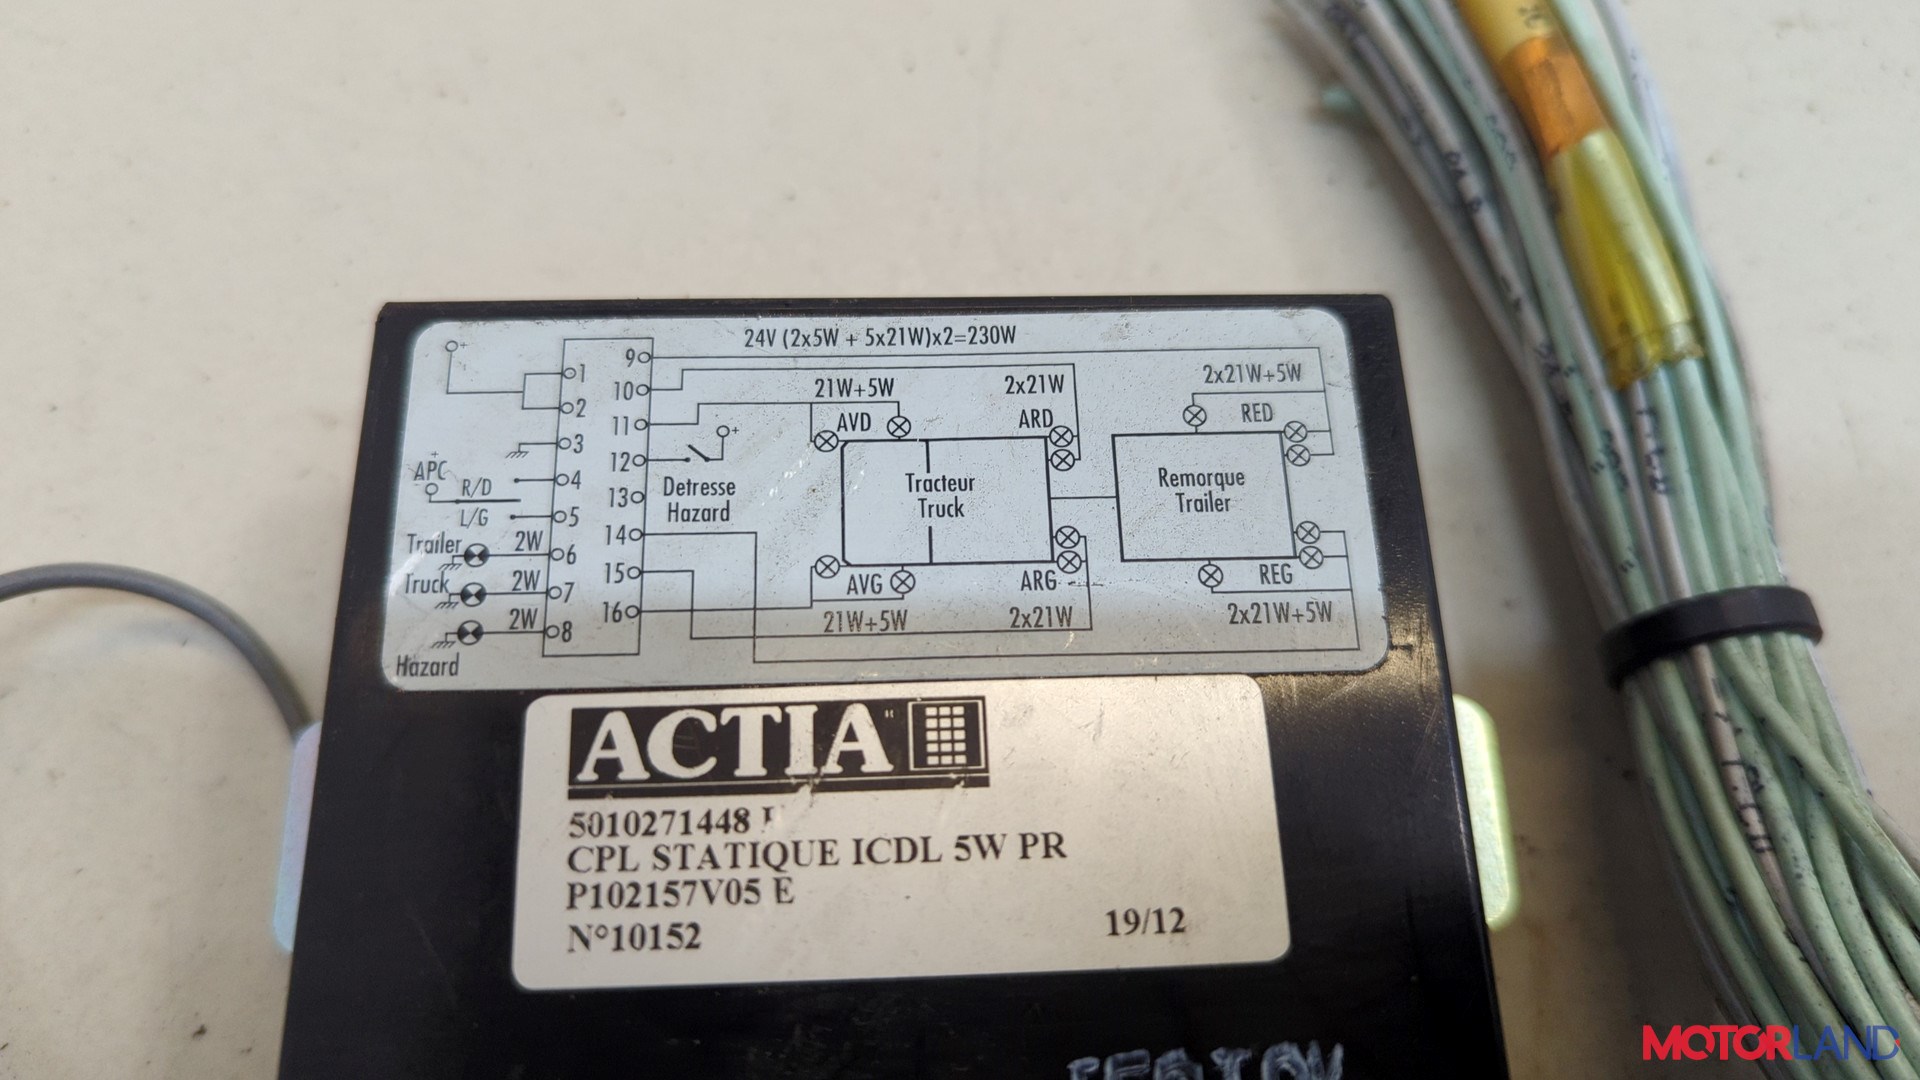 24V (2x5W + 5x21W)x2=230W
1
2
3
4
5
6
7
8
9
10
11
12
13
14
15
16
+
APC
+
R/D
L/G
Trailer 2W
Truck 2W
2W
Hazard
+
Detresse
Hazard
21W+5W
AVD
2x21W
ARD
2x21W+5W
RED
Tracteur
Truck
Remorque
Trailer
AVG
21W+5W
ARG
2x21W
REG
2x21W+5W
ACTIA
5010271448
CPL STATIQUE ICDL 5W PR
P102157V05 E
N°10152
19/12
MOTORLAND